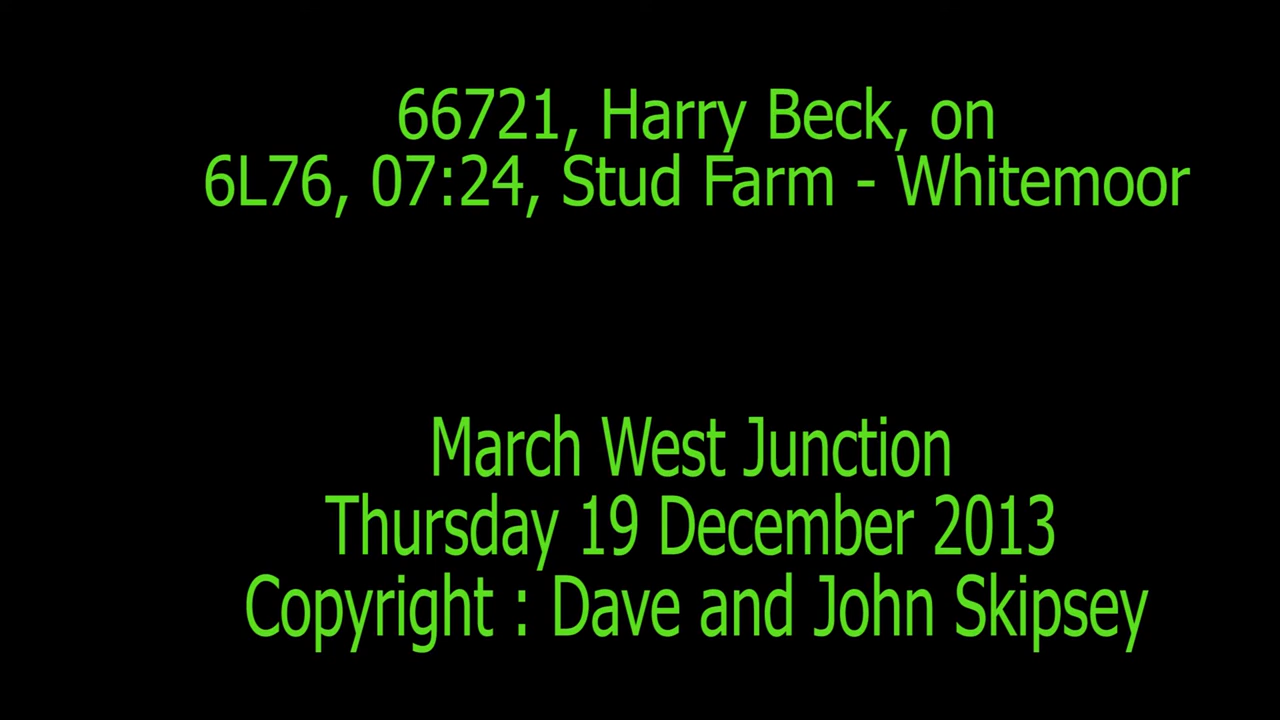 66721, Harry Beck, on
6L76, 07:24, Stud Farm - Whitemoor
March West Junction
Thursday 19 December 2013
Copyright : Dave and John Skipsey